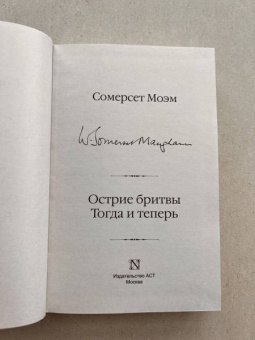 Сомерсет Моэм
W. Somerset Maugham
Острие бритвы
Тогда и теперь
N
Издательство АСТ
Москва